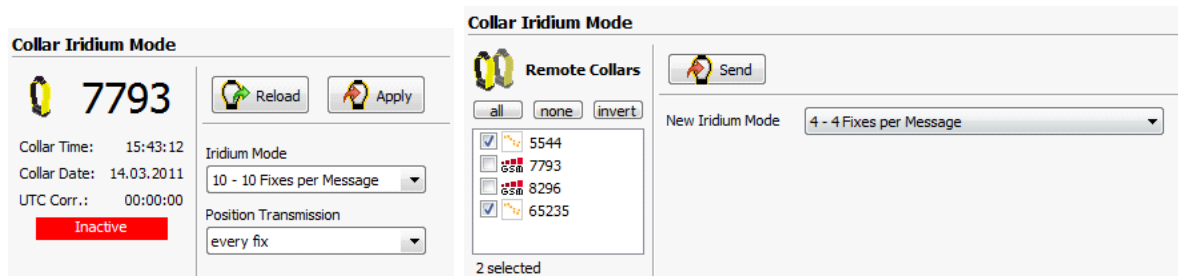 Collar Iridium Mode
7793
Reload
Apply
Collar Time: 15:43:12
Collar Date: 14.03.2011
UTC Corr.: 00:00:00
Inactive
Iridium Mode
10 - 10 Fixes per Message
Position Transmission
every fix
Collar Iridium Mode
Remote Collars
all
none
invert
5544
GSM 7793
GSM 8296
65235
2 selected
Send
New Iridium Mode
4 - 4 Fixes per Message